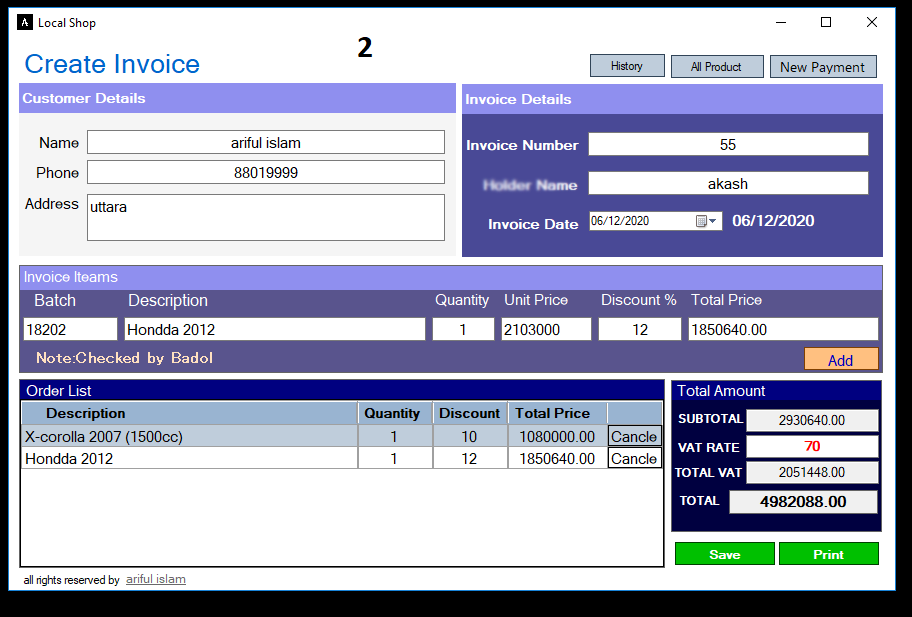 Local Shop
2
Create Invoice
History All Product New Payment
Customer Details
Name ariful islam
Phone 88019999
Address uttara
Invoice Details
Invoice Number 55
Holder Name akash
Invoice Date 06/12/2020 06/12/2020
Invoice Iteams
Batch Description Quantity Unit Price Discount % Total Price
18202 Hondda 2012 1 2103000 12 1850640.00
Note:Checked by Badol
Add
Order List
Description Quantity Discount Total Price
X-corolla 2007 (1500cc) 1 10 1080000.00 Cancle
Hondda 2012 1 12 1850640.00 Cancle
Total Amount
SUBTOTAL 2930640.00
VAT RATE 70
TOTAL VAT 2051448.00
TOTAL 4982088.00
Save Print
all rights reserved by ariful islam